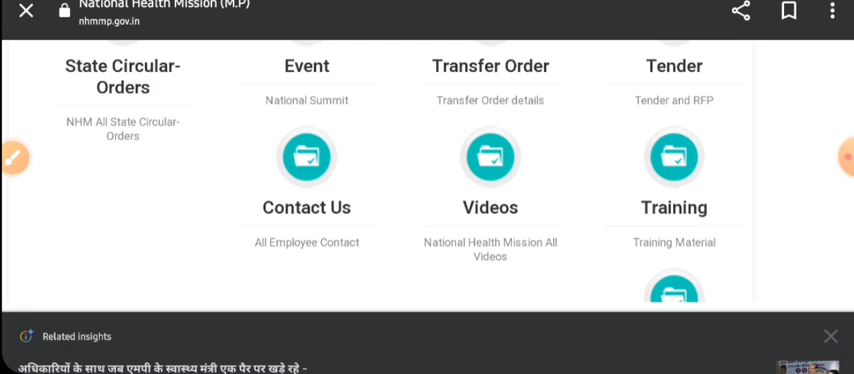 National Health Mission (M.P)
nhmmp.gov.in
State Circular-
Orders
NHM All State Circular-
Orders
Event
National Summit
Transfer Order
Transfer Order details
Tender
Tender and RFP
Contact Us
All Employee Contact
Videos
National Health Mission All
Videos
Training
Training Material
Related insights
अधिकारियों के साथ जब एमपी के स्वास्थ्य मंत्री एक पैर पर खड़े रहे -